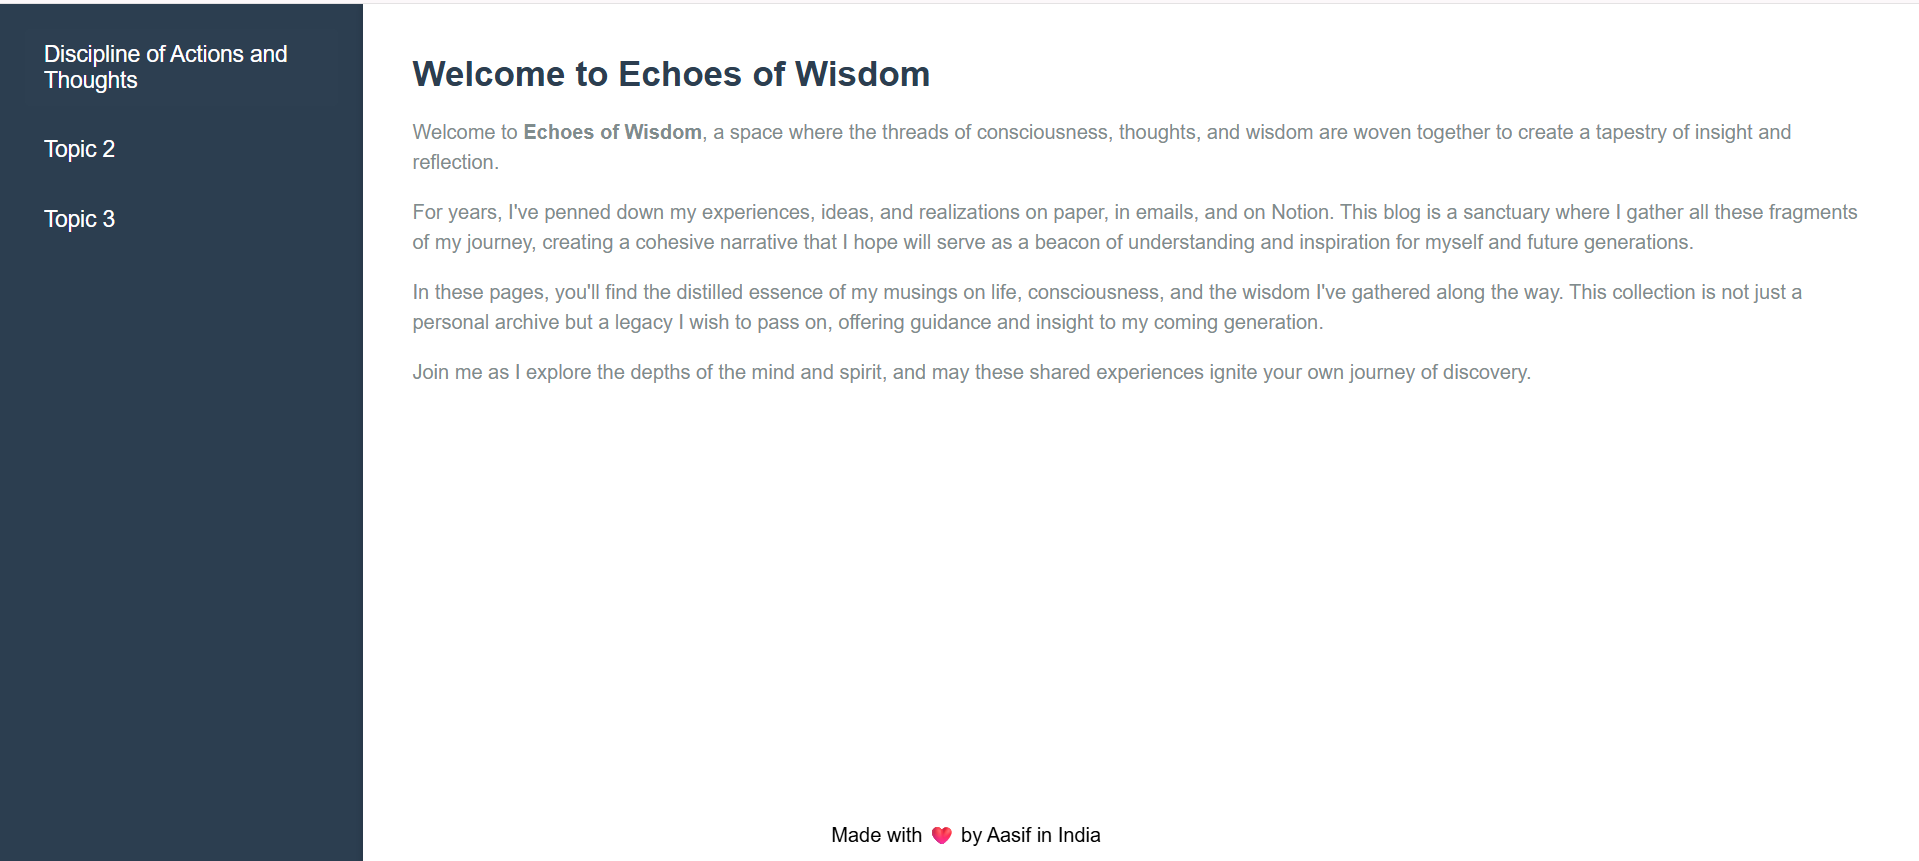 Discipline of Actions and
Thoughts
Topic 2
Topic 3
Welcome to Echoes of Wisdom
Welcome to Echoes of Wisdom, a space where the threads of consciousness, thoughts, and wisdom are woven together to create a tapestry of insight and
reflection.
For years, I've penned down my experiences, ideas, and realizations on paper, in emails, and on Notion. This blog is a sanctuary where I gather all these fragments
of my journey, creating a cohesive narrative that I hope will serve as a beacon of understanding and inspiration for myself and future generations.
In these pages, you'll find the distilled essence of my musings on life, consciousness, and the wisdom I've gathered along the way. This collection is not just a
personal archive but a legacy I wish to pass on, offering guidance and insight to my coming generation.
Join me as I explore the depths of the mind and spirit, and may these shared experiences ignite your own journey of discovery.
Made with ❤️ by Aasif in India